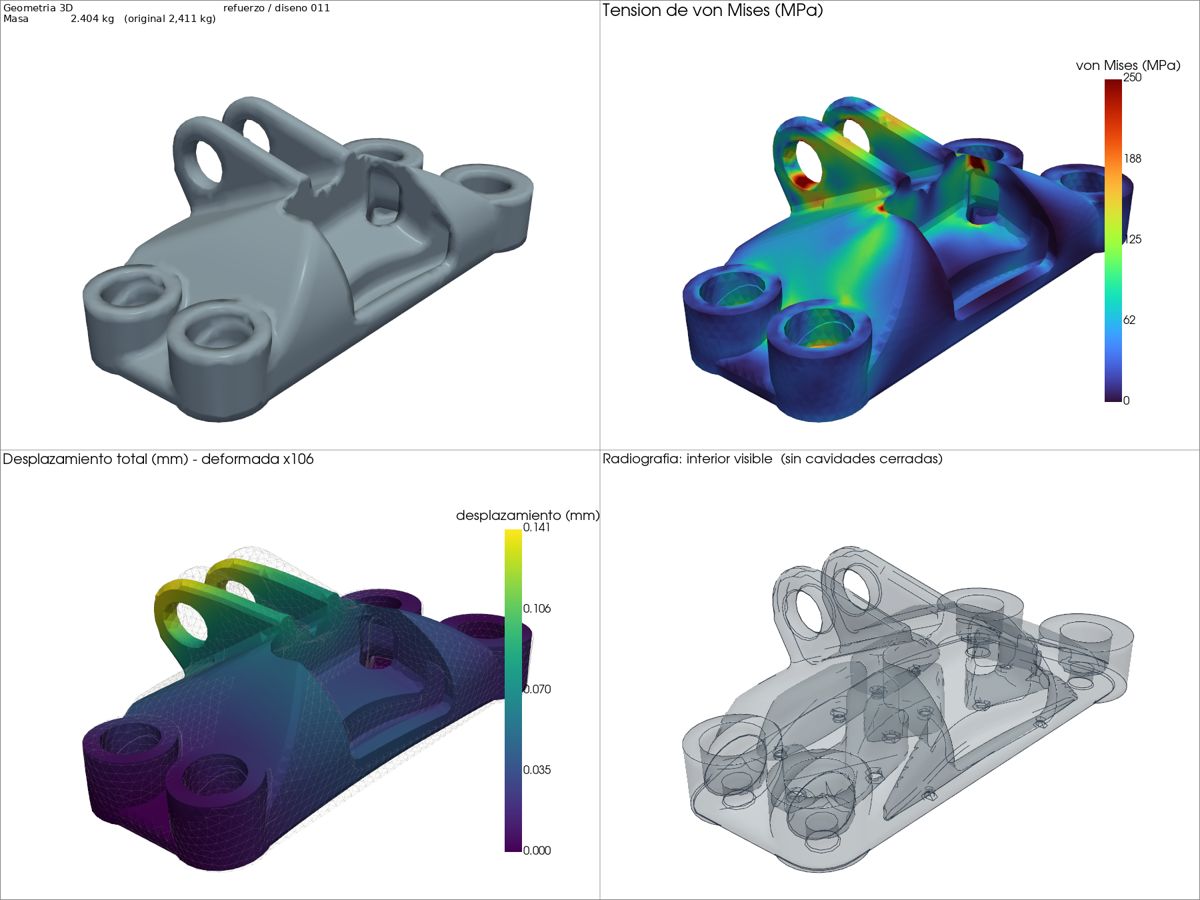 Geometria 3D refuerzo / diseno 011
Masa 2.404 kg (original 2,411 kg)
Tension de von Mises (MPa)
von Mises (MPa)
250
188
125
62
0
Desplazamiento total (mm) - deformada x106
desplazamiento (mm)
0.141
0.106
0.070
0.035
0.000
Radiografia: interior visible (sin cavidades cerradas)